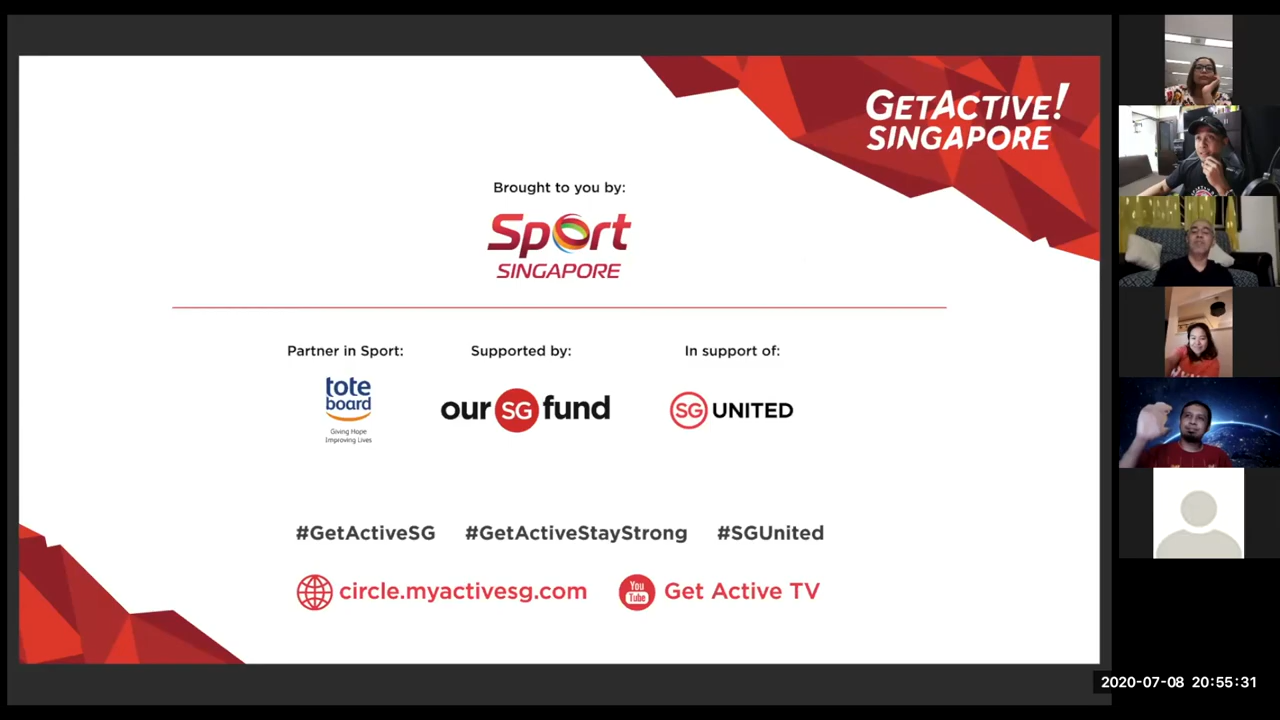 GETACTIVE!
SINGAPORE
Brought to you by:
Sport
SINGAPORE
Partner in Sport:
Supported by:
In support of:
tote
board
Giving Hope
Improving Lives
our SG fund
SG UNITED
#GetActiveSG #GetActiveStayStrong #SGUnited
circle.myactivesg.com
You
Tube
Get Active TV
2020-07-08 20:55:31